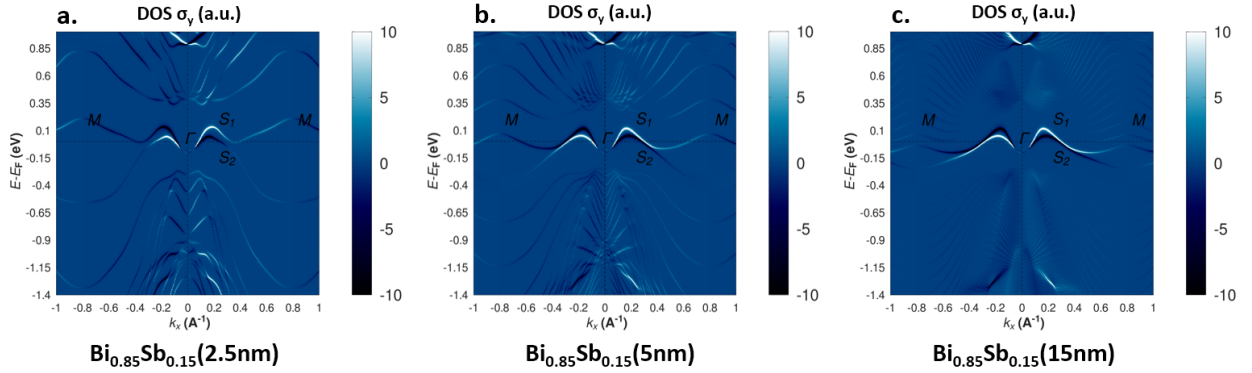 a.
DOS σy (a.u.)
0.85
0.6
0.35
0.1
-0.15
-0.4
-0.65
-0.9
-1.15
-1.4
E-EF (eV)
M
Γ
S1
S2
M
-1 -0.8 -0.6 -0.4 -0.2 0 0.2 0.4 0.6 0.8 1
kx (A-1)
10
5
0
-5
-10
Bi0.85Sb0.15(2.5nm)
b.
DOS σy (a.u.)
0.85
0.6
0.35
0.1
-0.15
-0.4
-0.65
-0.9
-1.15
-1.4
E-EF (eV)
M
Γ
S1
S2
M
-1 -0.8 -0.6 -0.4 -0.2 0 0.2 0.4 0.6 0.8 1
kx (A-1)
10
5
0
-5
-10
Bi0.85Sb0.15(5nm)
c.
DOS σy (a.u.)
0.85
0.6
0.35
0.1
-0.15
-0.4
-0.65
-0.9
-1.15
-1.4
E-EF (eV)
M
Γ
S1
S2
M
-1 -0.8 -0.6 -0.4 -0.2 0 0.2 0.4 0.6 0.8 1
kx (A-1)
10
5
0
-5
-10
Bi0.85Sb0.15(15nm)